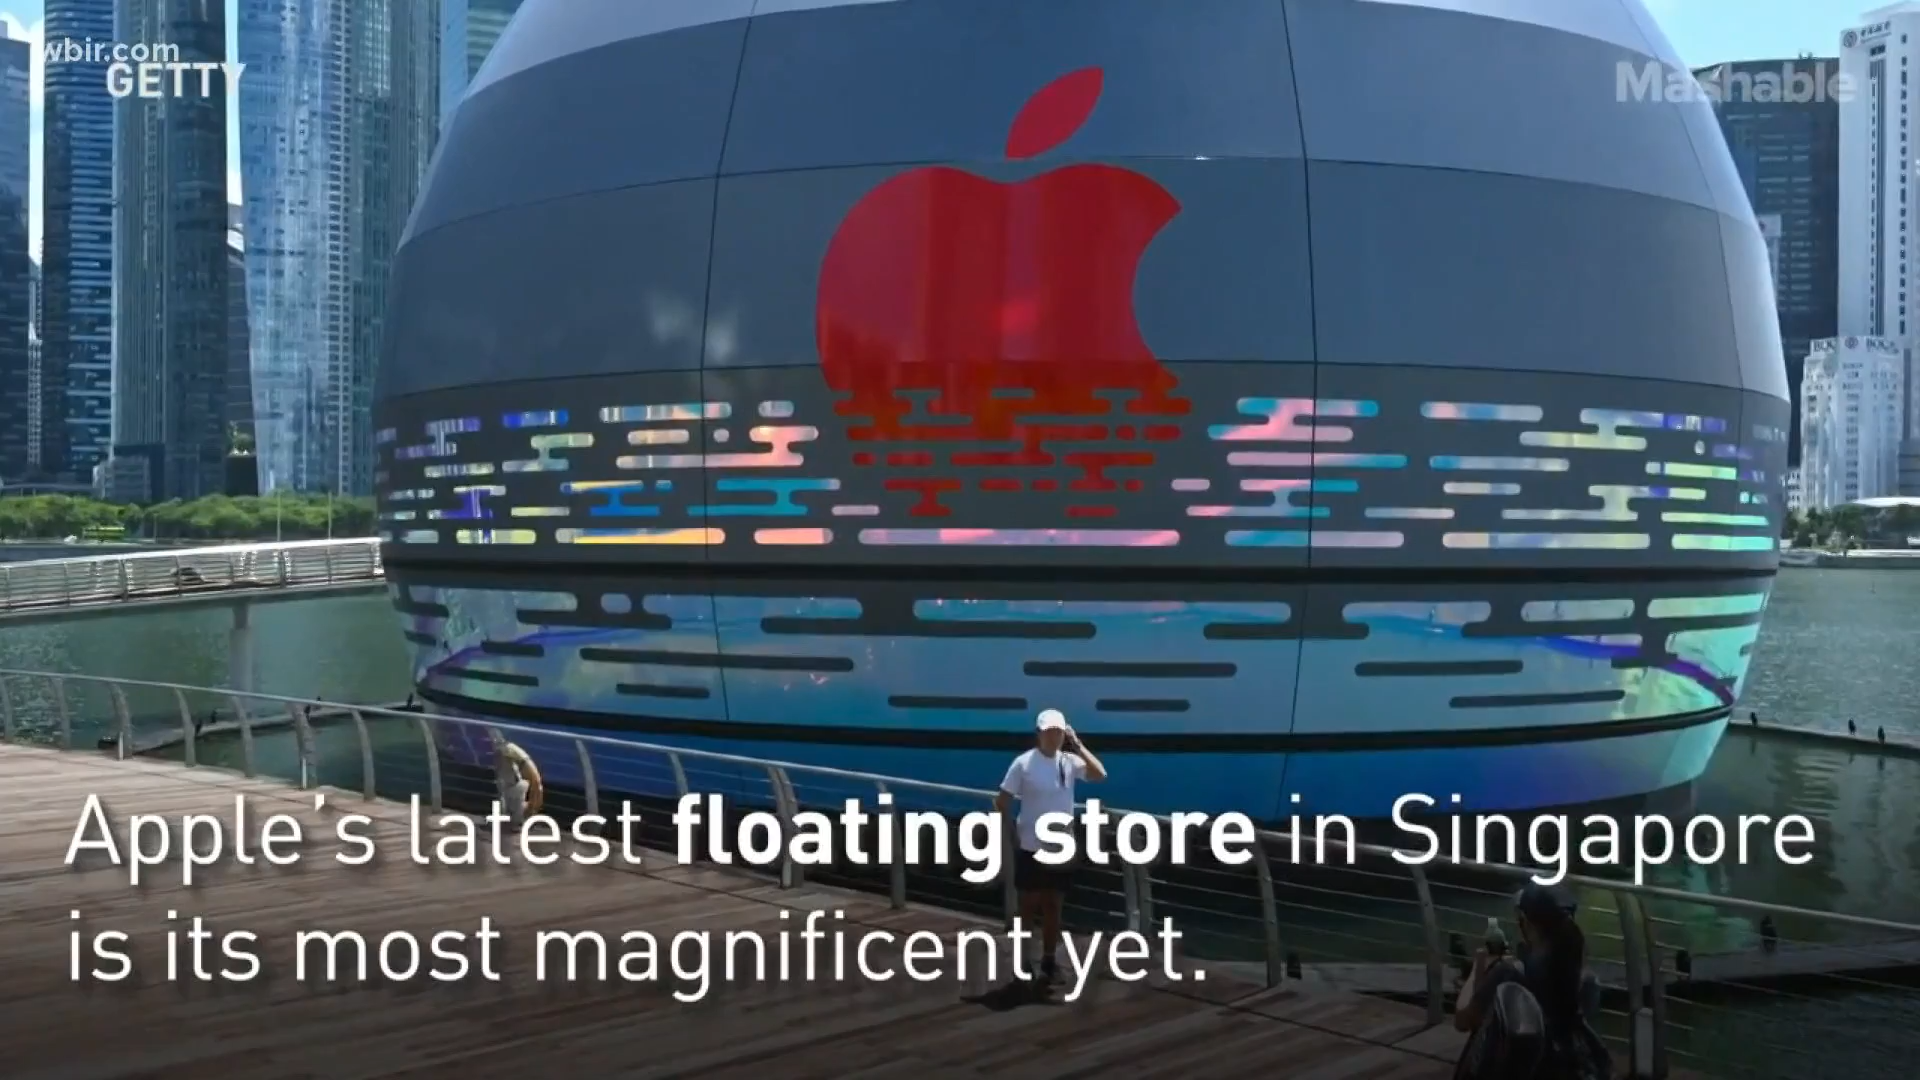 wbir.com
GETTY
Mashable
Apple's latest floating store in Singapore
is its most magnificent yet.